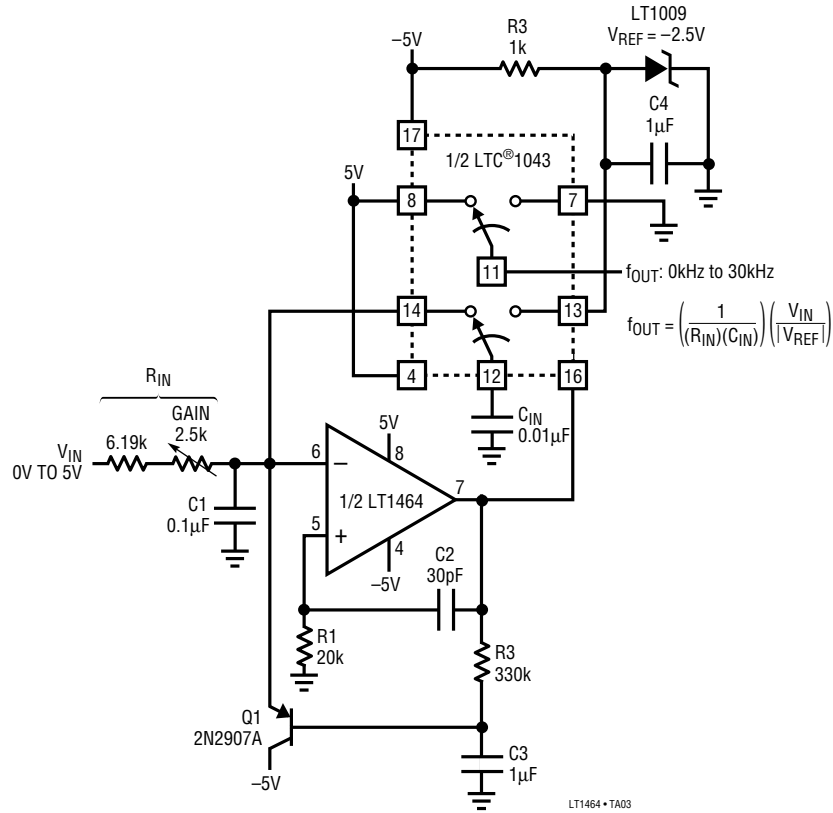 LT1009
V_REF = –2.5V
R3
1k
–5V
C4
1µF
17
1/2 LTC®1043
5V
8
7
11
f_OUT: 0kHz to 30kHz
14
13
f_OUT = (1 / (R_IN)(C_IN)) (V_IN / |V_REF|)
4
12
16
R_IN
GAIN
2.5k
6.19k
V_IN
0V TO 5V
C1
0.1µF
C_IN
0.01µF
5V
8
6
–
1/2 LT1464
7
5
+
4
–5V
C2
30pF
R1
20k
R3
330k
Q1
2N2907A
–5V
C3
1µF
LT1464 • TA03